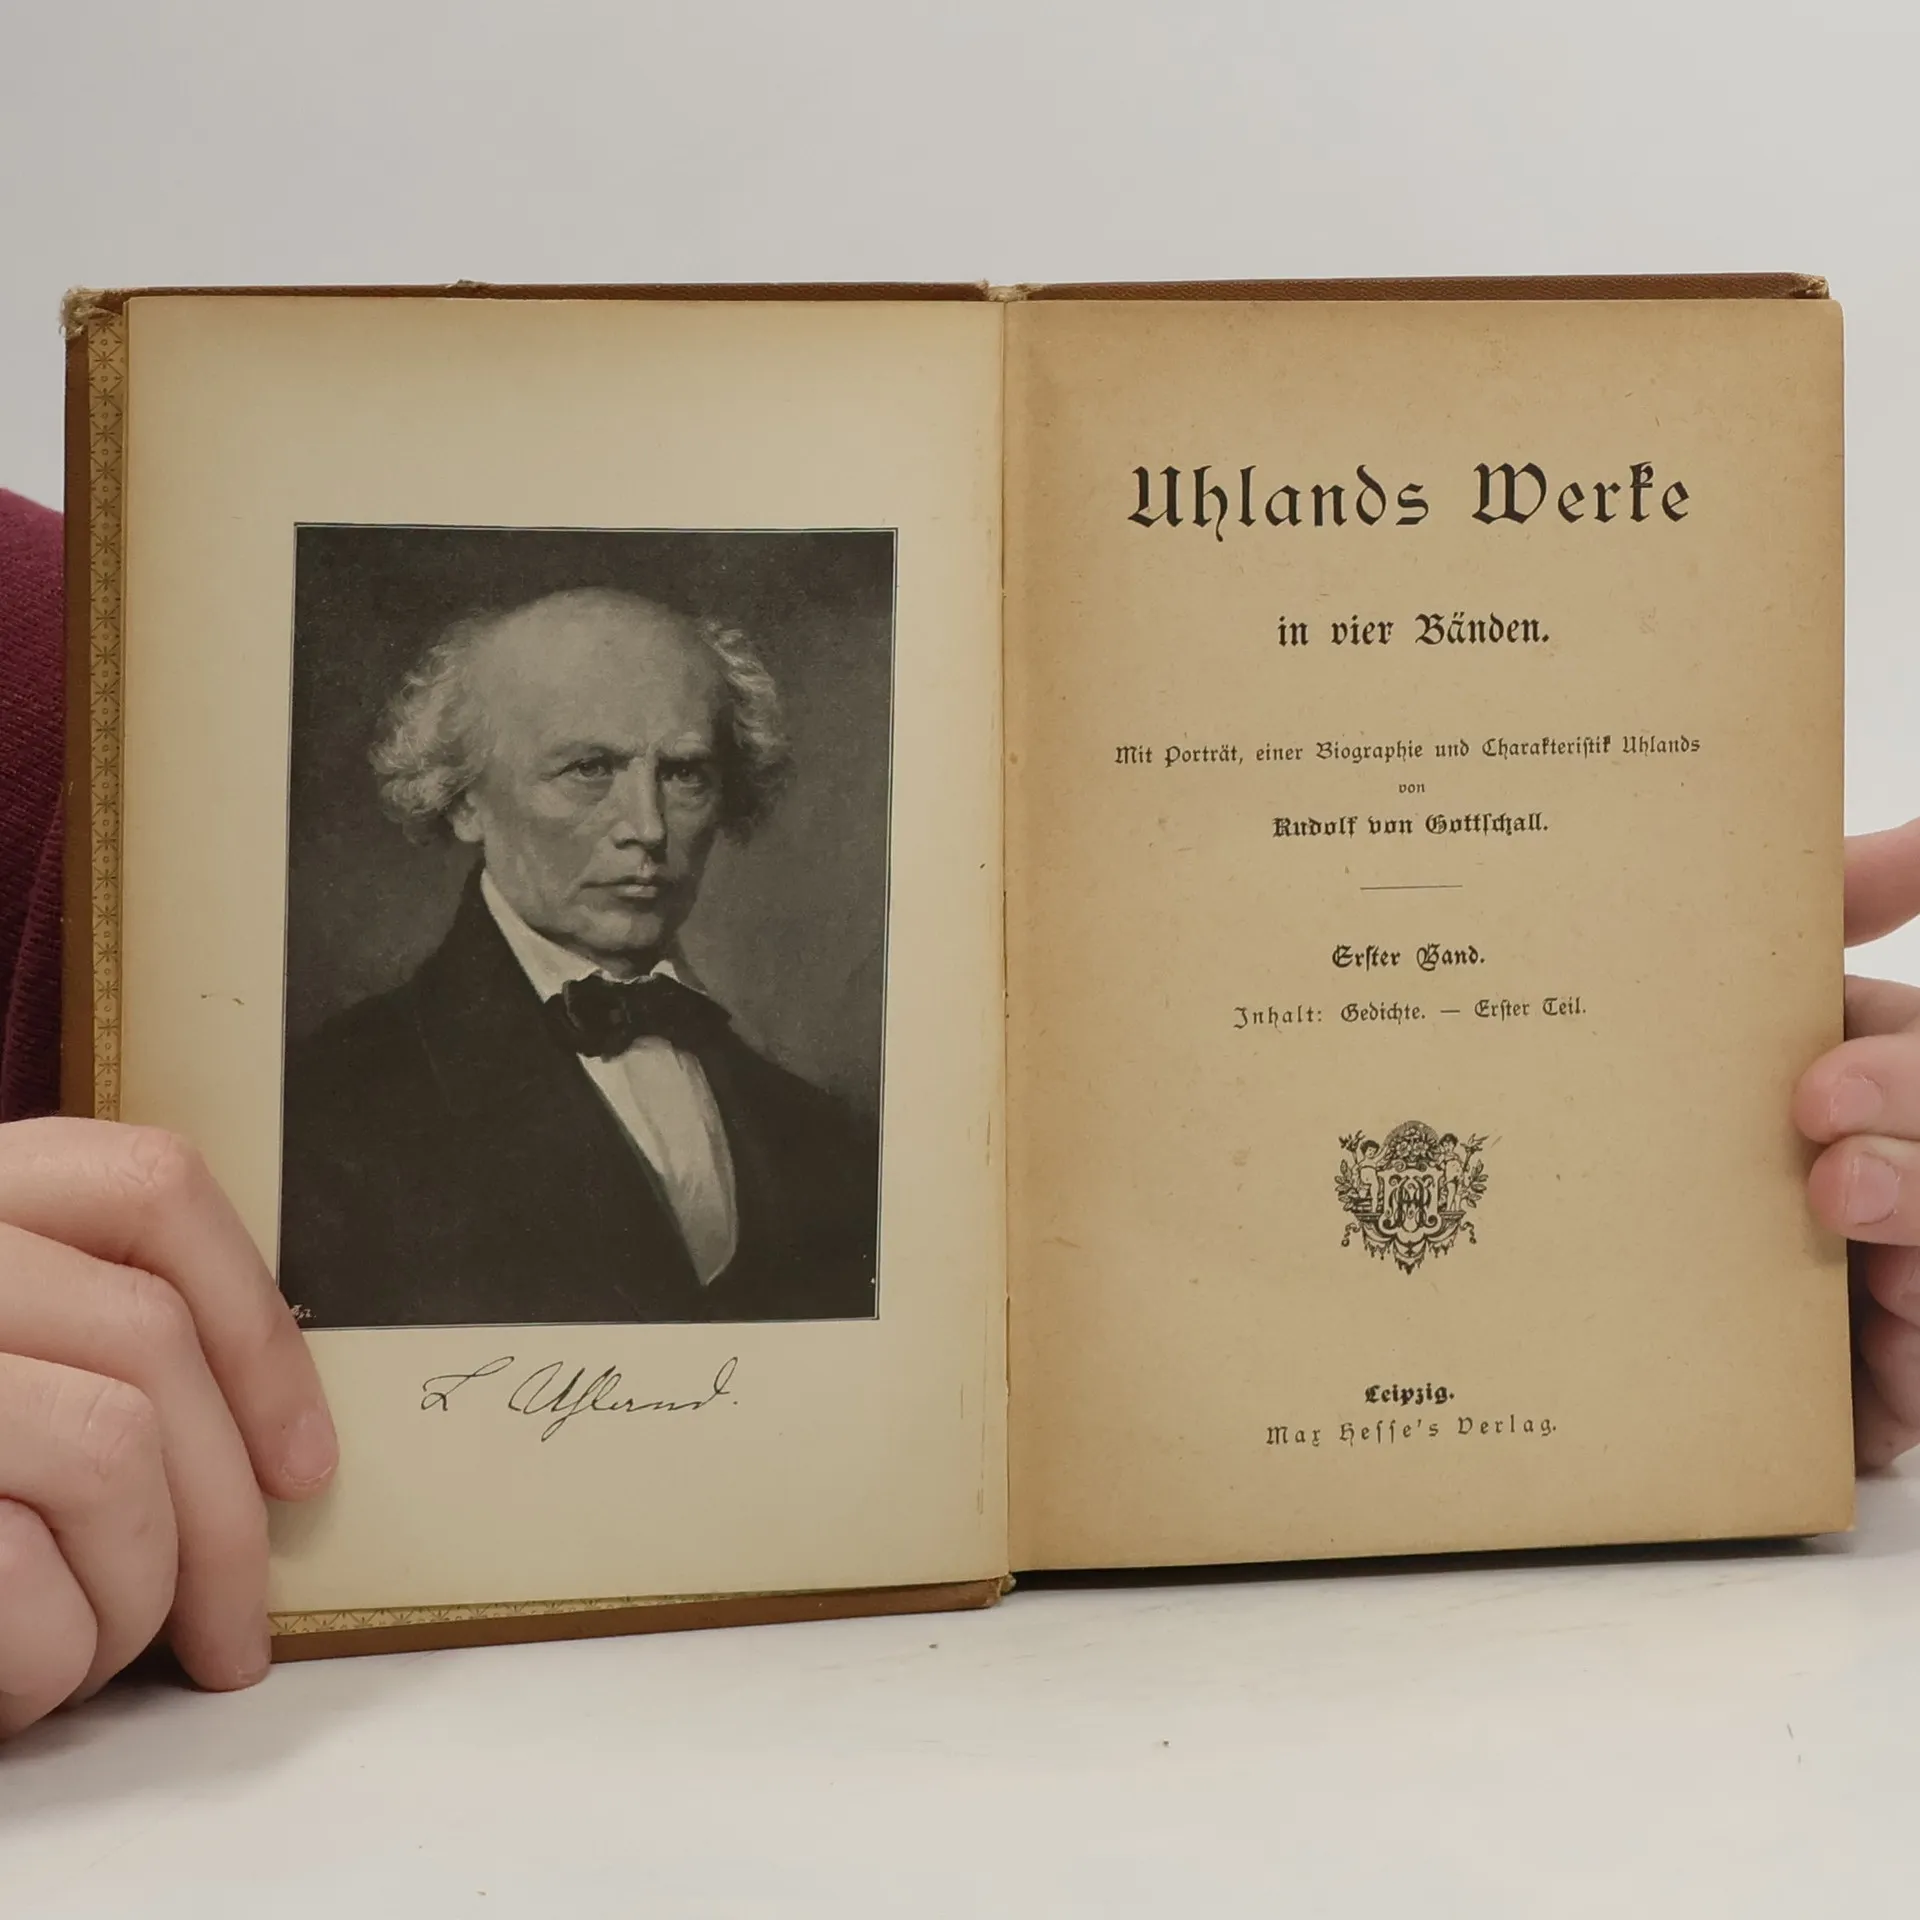 L Uhland.
Uhlands Werke
in vier Bänden.
Mit Porträt, einer Biographie und Charakteriſtik Uhlands
von
Rudolf von Gottſchall.
Erſter Band.
Inhalt: Gedichte. — Erſter Teil.
Leipzig.
Max Heſſe's Verlag.